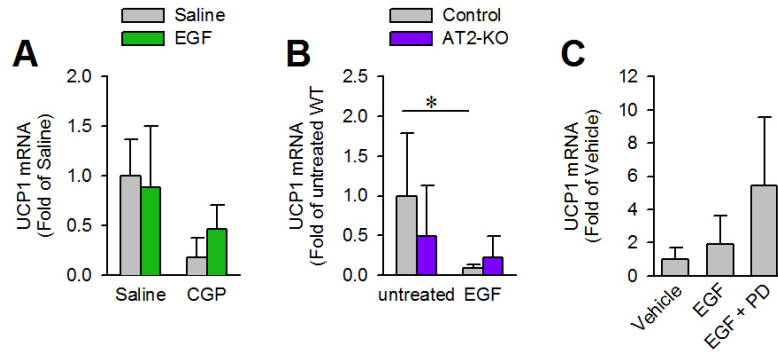 A
Saline
EGF
UCP1 mRNA
(Fold of Saline)
2.0
1.5
1.0
0.5
0.0
Saline CGP
B
Control
AT2-KO
UCP1 mRNA
(Fold of untreated WT)
2.5
2.0
1.5
1.0
0.5
0.0
*
untreated EGF
C
UCP1 mRNA
(Fold of Vehicle)
12
10
8
6
4
2
0
Vehicle
EGF
EGF + PD